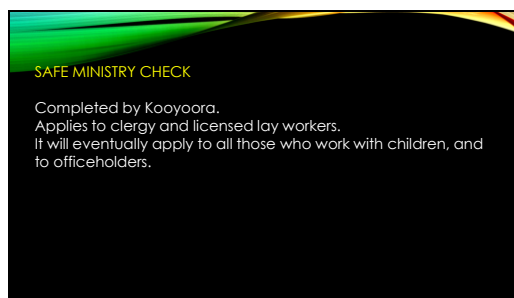 SAFE MINISTRY CHECK
Completed by Kooyoora.
Applies to clergy and licensed lay workers.
It will eventually apply to all those who work with children, and
to officeholders.